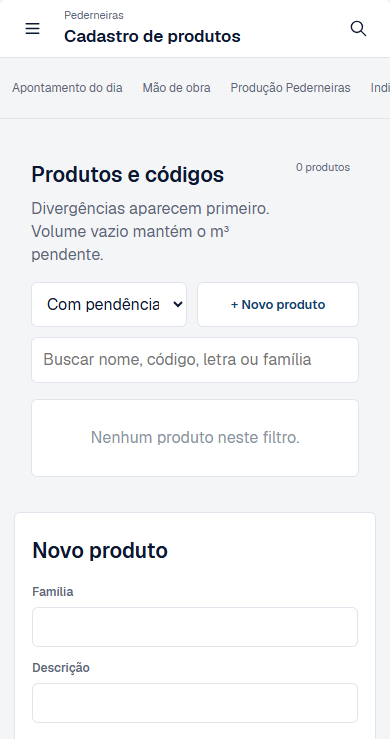 Pederneiras
Cadastro de produtos
Apontamento do dia
Mão de obra
Produção Pederneiras
Indi
Produtos e códigos
0 produtos
Divergências aparecem primeiro.
Volume vazio mantém o m³
pendente.
Com pendência
+ Novo produto
Buscar nome, código, letra ou família
Nenhum produto neste filtro.
Novo produto
Família
Descrição